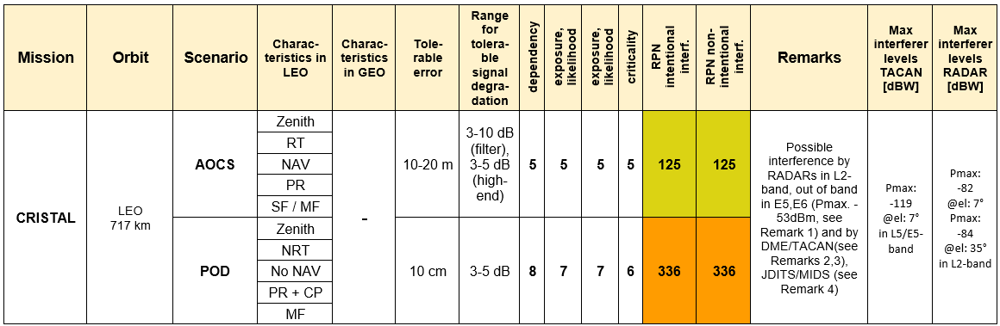 Mission
Orbit
Scenario
Charac-
teristics in
LEO
Charac-
teristics
in GEO
Tole-
rable
error
Range
for
tolera-
ble
signal
degra-
dation
dependency
exposure,
likelihood
exposure,
likelihood
criticality
RPN
intentional
interf.
RPN non-
intentional
interf.
Remarks
Max
interferer
levels
TACAN
[dBW]
Max
interferer
levels
RADAR
[dBW]
CRISTAL
LEO
717 km
AOCS
Zenith
RT
NAV
PR
SF / MF
-
10-20 m
3-10 dB
(filter),
3-5 dB
(high-
end)
5
5
5
5
125
125
Possible
interference by
RADARs in L2-
band, out of band
in E5,E6 (Pmax. -
53dBm, see
Remark 1) and by
DME/TACAN(see
Remarks 2,3),
JDITS/MIDS (see
Remark 4)
Pmax:
-119
@el: 7°
in L5/E5-
band
Pmax:
-82
@el: 7°
Pmax:
-84
@el: 35°
in L2-band
POD
Zenith
NRT
No NAV
PR + CP
MF
10 cm
3-5 dB
8
7
7
6
336
336